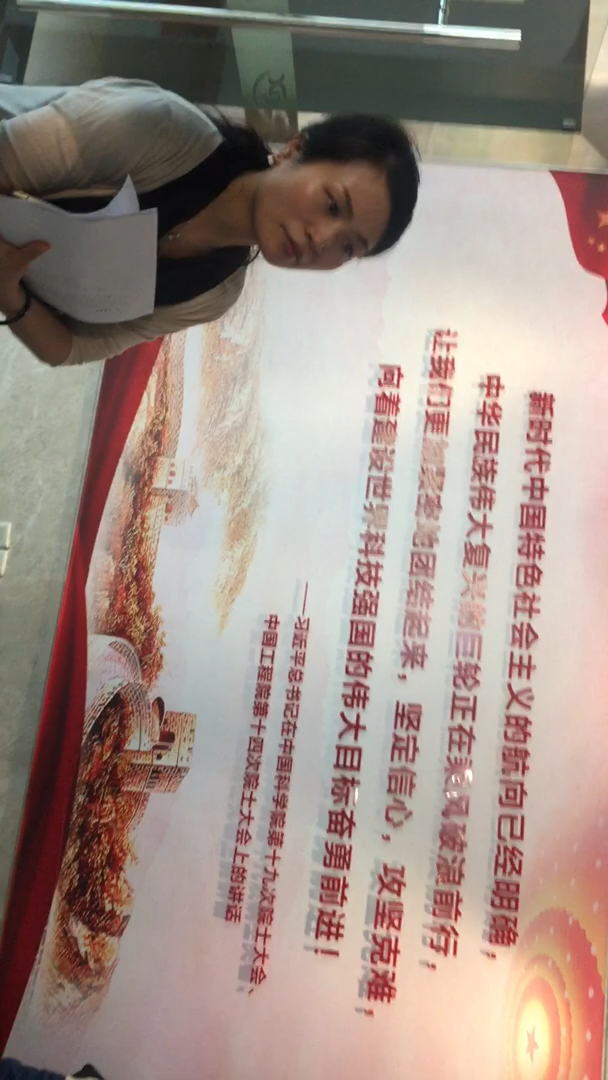 新时代中国特色社会主义的航向已经明确，
中华民族伟大复兴的巨轮正在乘风破浪前行，
让我们更加紧密地团结起来，坚定信心，攻坚克难，
向着建设世界科技强国的伟大目标奋勇前进！
——习近平总书记在中国科学院第十九次院士大会、
中国工程院第十四次院士大会上的讲话